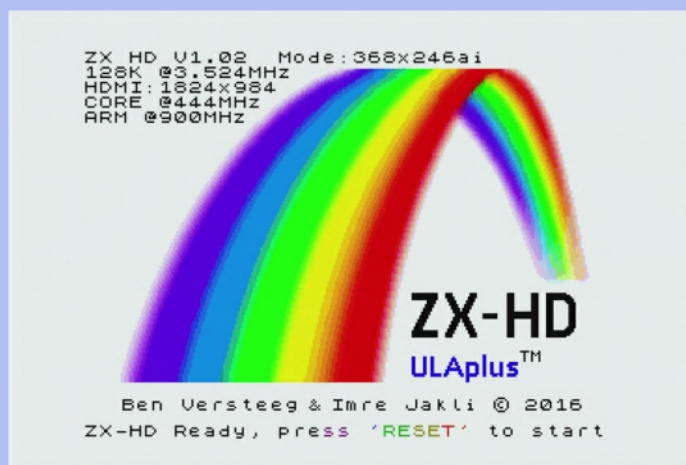 ZX HD V1.02 Mode:368x246ai
128K @3.524MHz
HDMI:1824x984
CORE @444MHz
ARM @900MHz
ZX-HD
ULAplus™
Ben Versteeg & Imre Jakli © 2016
ZX-HD Ready, press 'RESET' to start